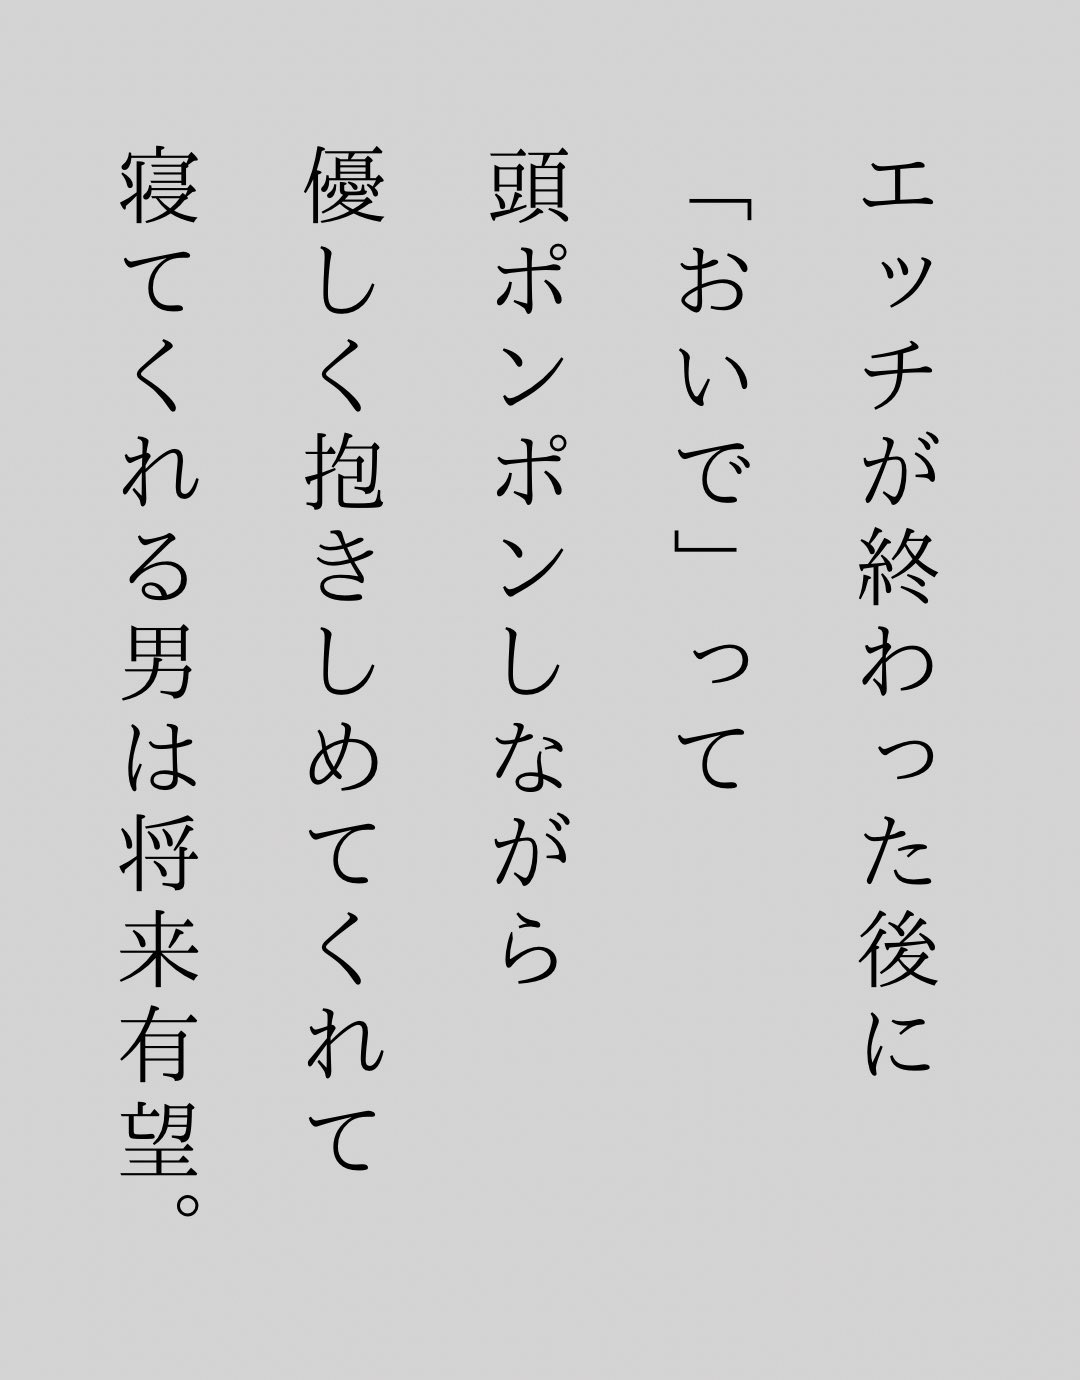 エッチが終わった後に
「おいで」って
頭ポンポンしながら
優しく抱きしめてくれて
寝てくれる男は将来有望。